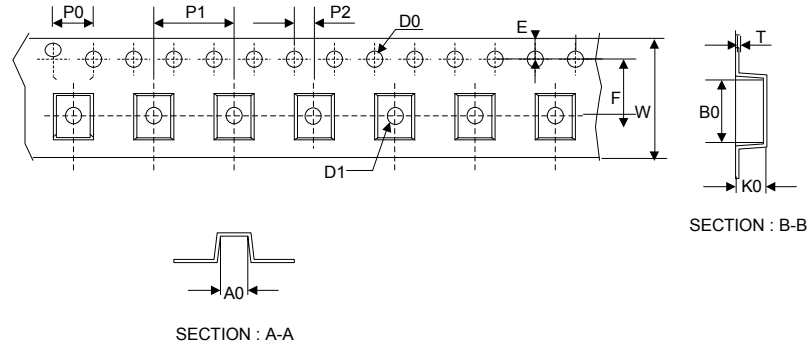 P0
P1
P2
D0
E
T
F
W
B0
D1
K0
SECTION : B-B
A0
SECTION : A-A